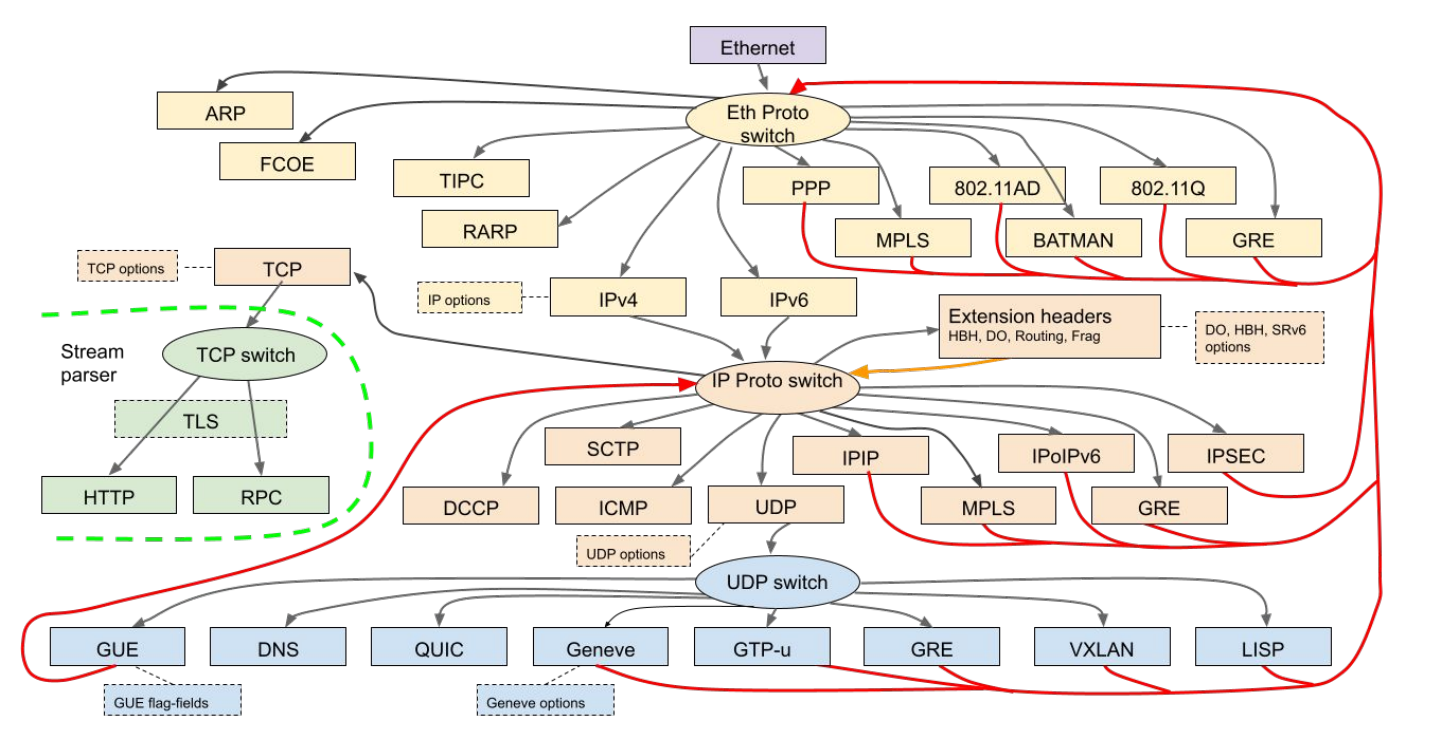 Ethernet
Eth Proto
switch
ARP
FCOE
TIPC
RARP
PPP
802.11AD
802.11Q
MPLS
BATMAN
GRE
TCP options
TCP
IP options
IPv4
IPv6
Extension headers
HBH, DO, Routing, Frag
DO, HBH, SRv6
options
Stream
parser
TCP switch
IP Proto switch
TLS
HTTP
RPC
SCTP
IPIP
IPoIPv6
IPSEC
DCCP
ICMP
UDP
MPLS
GRE
UDP options
UDP switch
GUE
DNS
QUIC
Geneve
GTP-u
GRE
VXLAN
LISP
GUE flag-fields
Geneve options